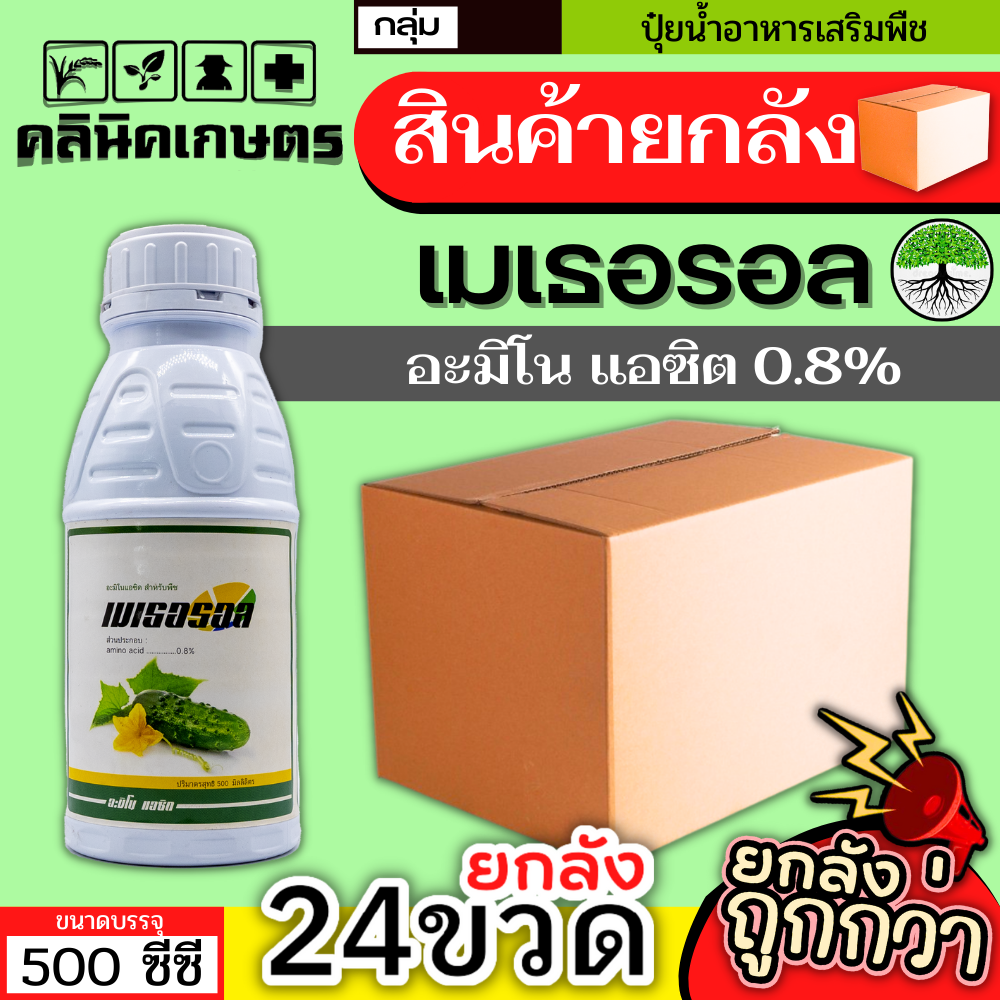 กลุ่ม
ปุ๋ยน้ำอาหารเสริมพืช
คลินิคเกษตร
สินค้ายกลัง
เมเธอรอล
อะมิโน แอซิต 0.8%
อะมิโนแอซิด สำหรับพืช
เมเธอรอล
ส่วนประกอบ :
amino acid ..............0.8%
ปริมาตรสุทธิ 500 มิลลิลิตร
อะมิโน แอซิด
ยกลัง
24ขวด
ยกลัง
ถูกกว่า
ขนาดบรรจุ
500 ซีซี